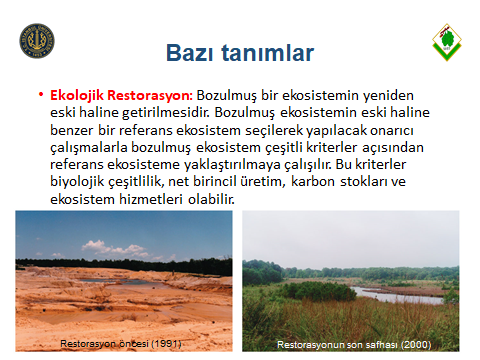 Bazı tanımlar
• Ekolojik Restorasyon: Bozulmuş bir ekosistemin yeniden
eski haline getirilmesidir. Bozulmuş ekosistemin eski haline
benzer bir referans ekosistem seçilerek yapılacak onarıcı
çalışmalarla bozulmuş ekosistem çeşitli kriterler açısından
referans ekosisteme yaklaştırılmaya çalışılır. Bu kriterler
biyolojik çeşitlilik, net birincil üretim, karbon stokları ve
ekosistem hizmetleri olabilir.
Restorasyon öncesi (1991)
Restorasyonun son safhası (2000)